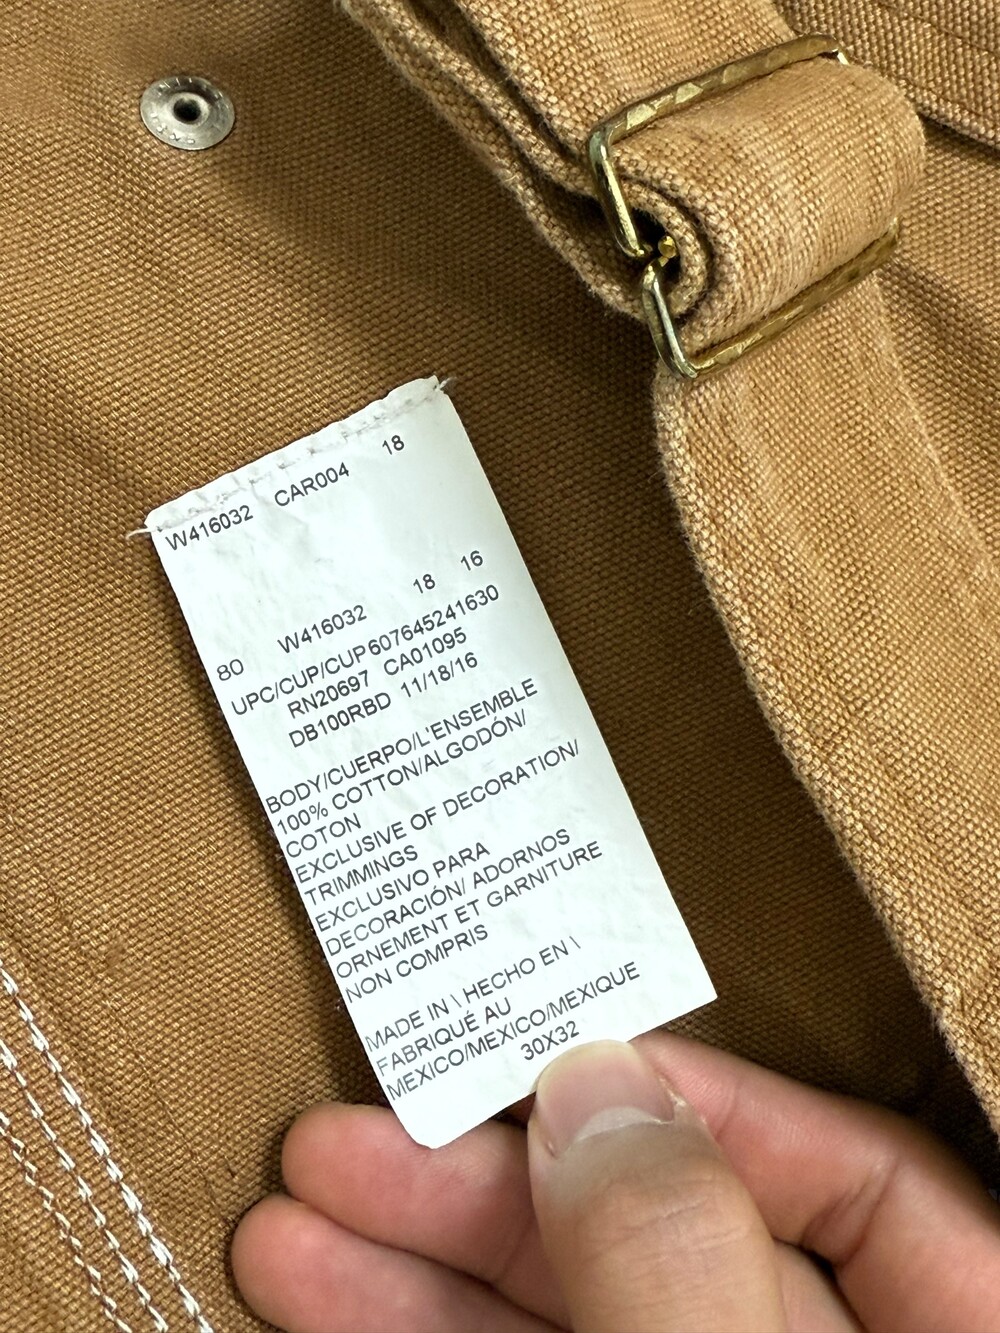 W416032 CAR004 18
80 W416032 18 16
UPC/CUP/CUP607645241630
RN20697 CA01095
DB100RBD 11/18/16
BODY/CUERPO/L'ENSEMBLE
100% COTTON/ALGODÓN/
COTON
EXCLUSIVE OF DECORATION/
TRIMMINGS
EXCLUSIVO PARA
DECORACIÓN/ ADORNOS
ORNEMENT ET GARNITURE
NON COMPRIS
MADE IN \ HECHO EN \
FABRIQUÉ AU
MEXICO/MEXICO/MEXIQUE
30X32